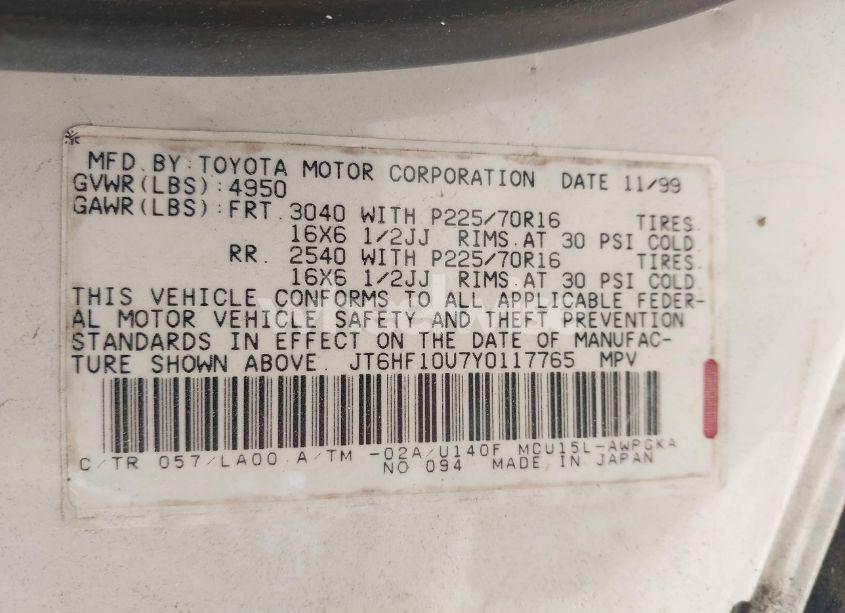 MFD. BY: TOYOTA MOTOR CORPORATION DATE 11/99
GVWR(LBS):4950
GAWR(LBS):FRT. 3040 WITH P225/70R16 TIRES.
16X6 1/2JJ RIMS. AT 30 PSI COLD
RR. 2540 WITH P225/70R16 TIRES.
16X6 1/2JJ RIMS. AT 30 PSI COLD
THIS VEHICLE CONFORMS TO ALL APPLICABLE FEDER-
AL MOTOR VEHICLE SAFETY AND THEFT PREVENTION
STANDARDS IN EFFECT ON THE DATE OF MANUFAC-
TURE SHOWN ABOVE. JT6HF10U7Y0117765 MPV
C/TR 057/LA00 A/TM -02A/U140F MCU15L-AWPGKA
NO 094 MADE IN JAPAN